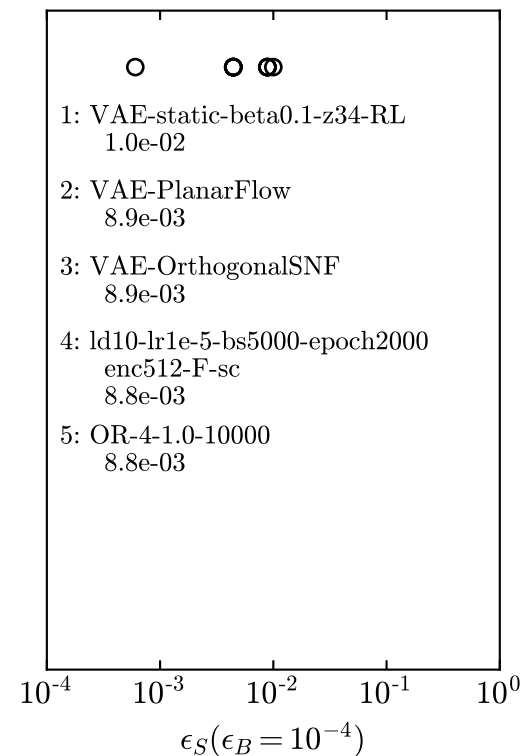 1: VAE-static-beta0.1-z34-RL
1.0e-02
2: VAE-PlanarFlow
8.9e-03
3: VAE-OrthogonalSNF
8.9e-03
4: ld10-lr1e-5-bs5000-epoch2000
enc512-F-sc
8.8e-03
5: OR-4-1.0-10000
8.8e-03
10^-4 10^-3 10^-2 10^-1 10^0
ϵ_S(ϵ_B = 10^−4)